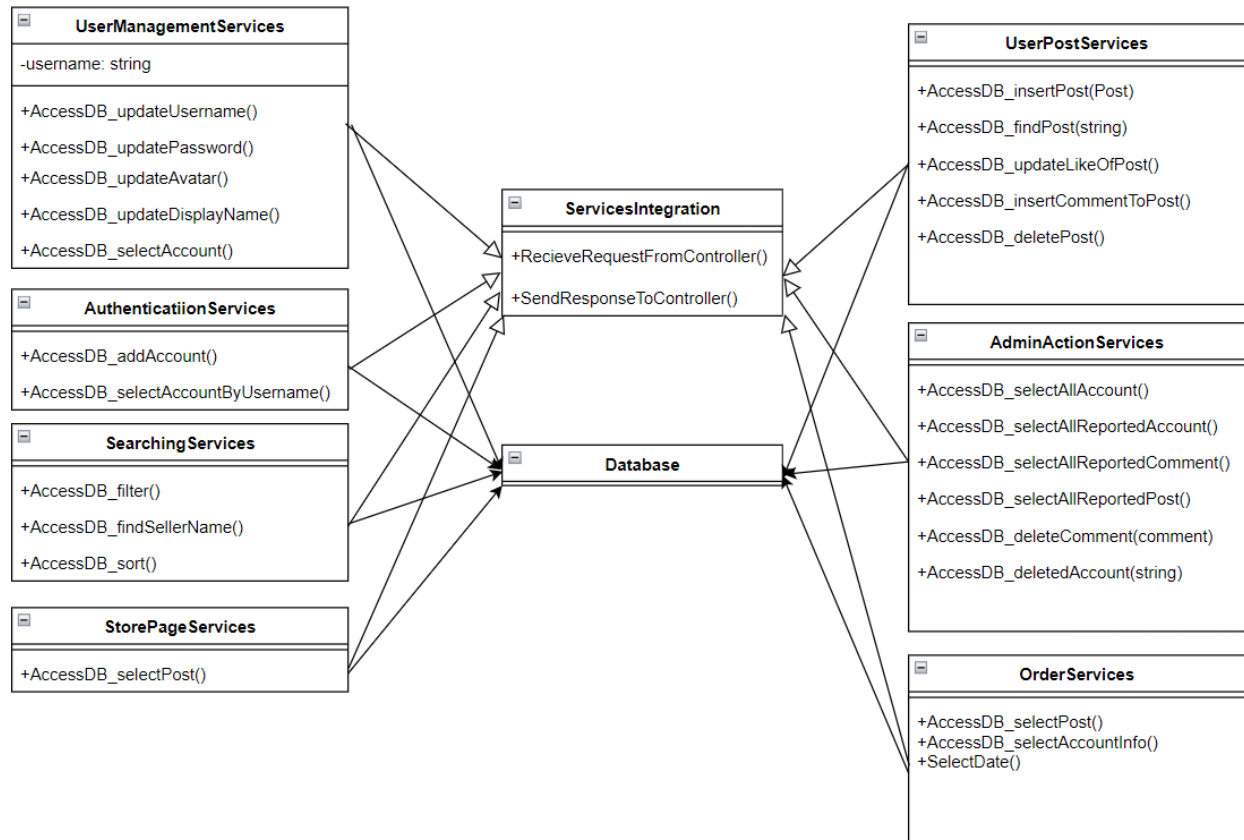 UserManagementServices
-username: string
+AccessDB_updateUsername()
+AccessDB_updatePassword()
+AccessDB_updateAvatar()
+AccessDB_updateDisplayName()
+AccessDB_selectAccount()
AuthenticatiionServices
+AccessDB_addAccount()
+AccessDB_selectAccountByUsername()
SearchingServices
+AccessDB_filter()
+AccessDB_findSellerName()
+AccessDB_sort()
StorePageServices
+AccessDB_selectPost()
ServicesIntegration
+RecieveRequestFromController()
+SendResponseToController()
Database
UserPostServices
+AccessDB_insertPost(Post)
+AccessDB_findPost(string)
+AccessDB_updateLikeOfPost()
+AccessDB_insertCommentToPost()
+AccessDB_deletePost()
AdminActionServices
+AccessDB_selectAllAccount()
+AccessDB_selectAllReportedAccount()
+AccessDB_selectAllReportedComment()
+AccessDB_selectAllReportedPost()
+AccessDB_deleteComment(comment)
+AccessDB_deletedAccount(string)
OrderServices
+AccessDB_selectPost()
+AccessDB_selectAccountInfo()
+SelectDate()